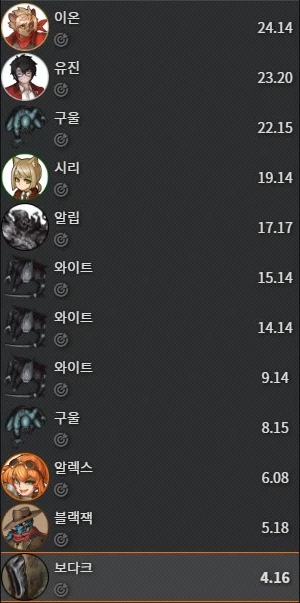 이온
24.14
유진
23.20
구울
22.15
시리
19.14
알립
17.17
와이트
15.14
와이트
14.14
와이트
9.14
구울
8.15
알렉스
6.08
블랙잭
5.18
보다크
4.16